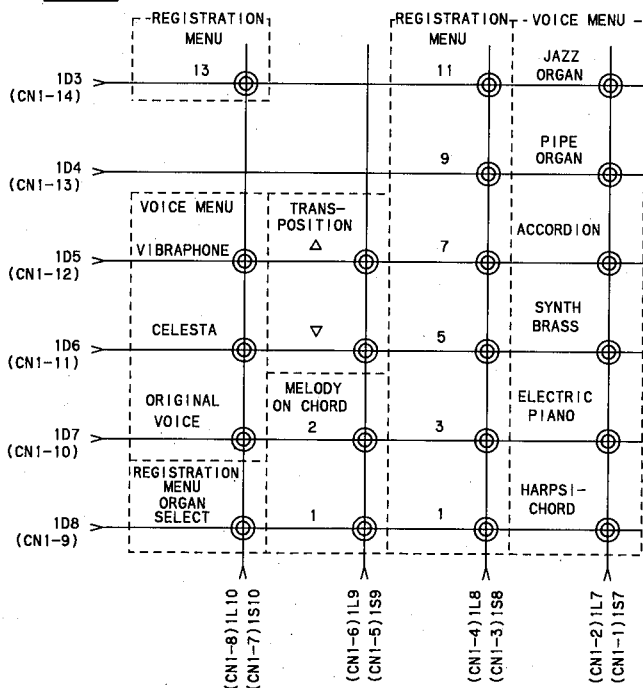 REGISTRATION MENU
13
REGISTRATION MENU
11
VOICE MENU
JAZZ ORGAN
1D3
(CN1-14)
9
PIPE ORGAN
1D4
(CN1-13)
VOICE MENU
VIBRAPHONE
TRANS-
POSITION
△
7
ACCORDION
1D5
(CN1-12)
CELESTA
▽
5
SYNTH
BRASS
1D6
(CN1-11)
ORIGINAL
VOICE
MELODY
ON CHORD
2
3
ELECTRIC
PIANO
1D7
(CN1-10)
REGISTRATION
MENU
ORGAN
SELECT
1
1
HARPSI-
CHORD
1D8
(CN1-9)
(CN1-8)1L10
(CN1-7)1S10
(CN1-6)1L9
(CN1-5)1S9
(CN1-4)1L8
(CN1-3)1S8
(CN1-2)1L7
(CN1-1)1S7